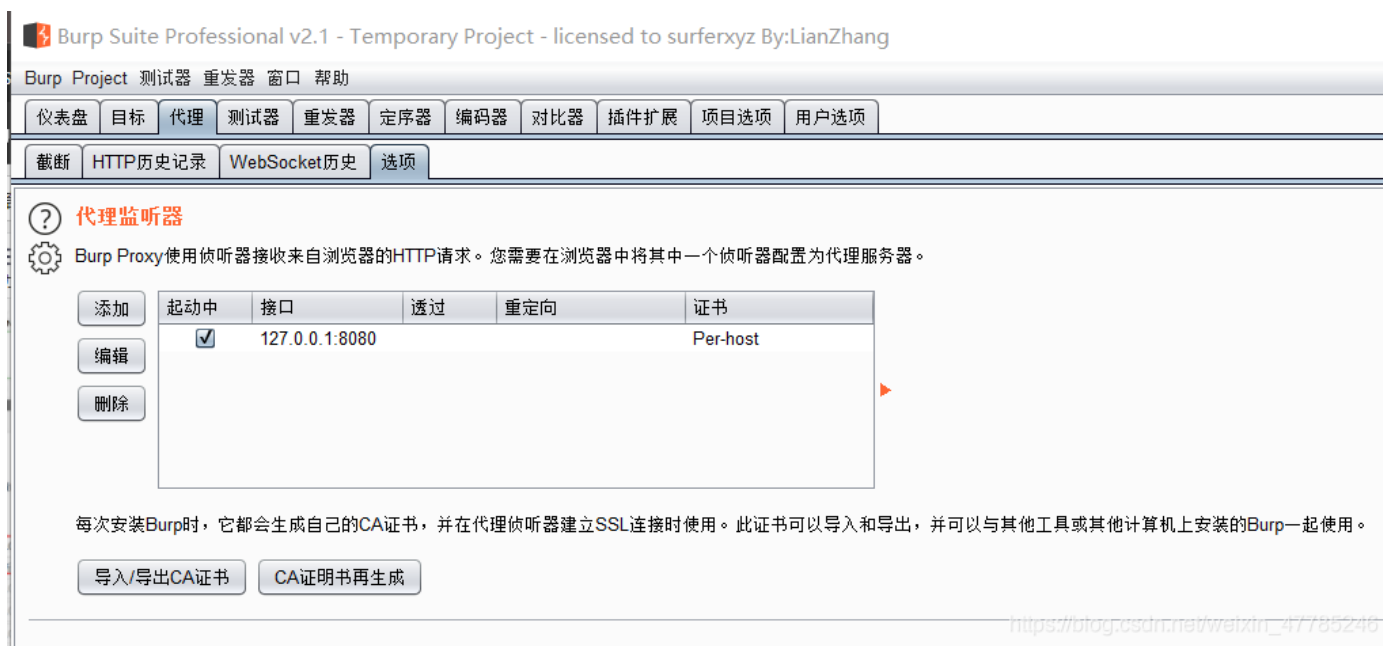 Burp Suite Professional v2.1 - Temporary Project - licensed to surferxyz By:LianZhang
Burp Project 测试器 重发器 窗口 帮助
仪表盘 目标 代理 测试器 重发器 定序器 编码器 对比器 插件扩展 项目选项 用户选项
截断 HTTP历史记录 WebSocket历史 选项
代理监听器
Burp Proxy使用侦听器接收来自浏览器的HTTP请求。您需要在浏览器中将其中一个侦听器配置为代理服务器。
添加 起动中 接口 透过 重定向 证书
127.0.0.1:8080 Per-host
编辑
删除
每次安装Burp时，它都会生成自己的CA证书，并在代理侦听器建立SSL连接时使用。此证书可以导入和导出，并可以与其他工具或其他计算机上安装的Burp一起使用。
导入/导出CA证书 CA证明书再生成
https://blog.csdn.net/weixin_47785246